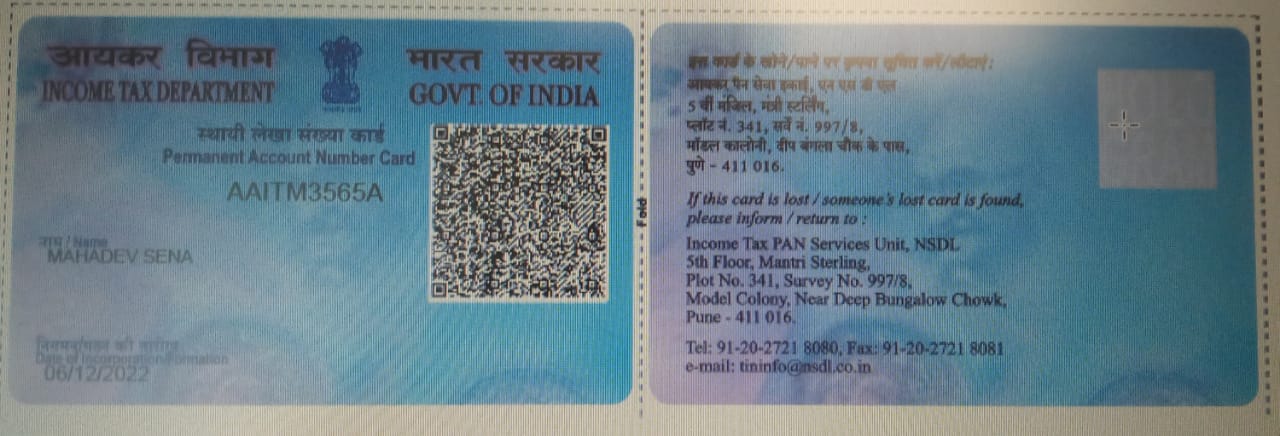 आयकर विभाग
INCOME TAX DEPARTMENT
मारत सरकार
GOVT. OF INDIA
स्थायी लेखा संख्या कार्ड
Permanent Account Number Card
AAITM3565A
नाम / Name
MAHADEV SENA
निगमन/गठन की तारीख
Date of Incorporation/Formation
06/12/2022
Fold
इस कार्ड के खोने/पाने पर कृपया सूचित करें/लौटाएं :
आयकर पैन सेवा इकाई, एन एस डी एल
5 वीं मंजिल, मंत्री स्टर्लिंग,
प्लॉट नं. 341, सर्वे नं. 997/8,
मॉडल कालोनी, दीप बंगला चौक के पास,
पुणे - 411 016.
If this card is lost / someone's lost card is found,
please inform / return to :
Income Tax PAN Services Unit, NSDL
5th Floor, Mantri Sterling,
Plot No. 341, Survey No. 997/8,
Model Colony, Near Deep Bungalow Chowk,
Pune - 411 016.
Tel: 91-20-2721 8080, Fax: 91-20-2721 8081
e-mail: tininfo@nsdl.co.in